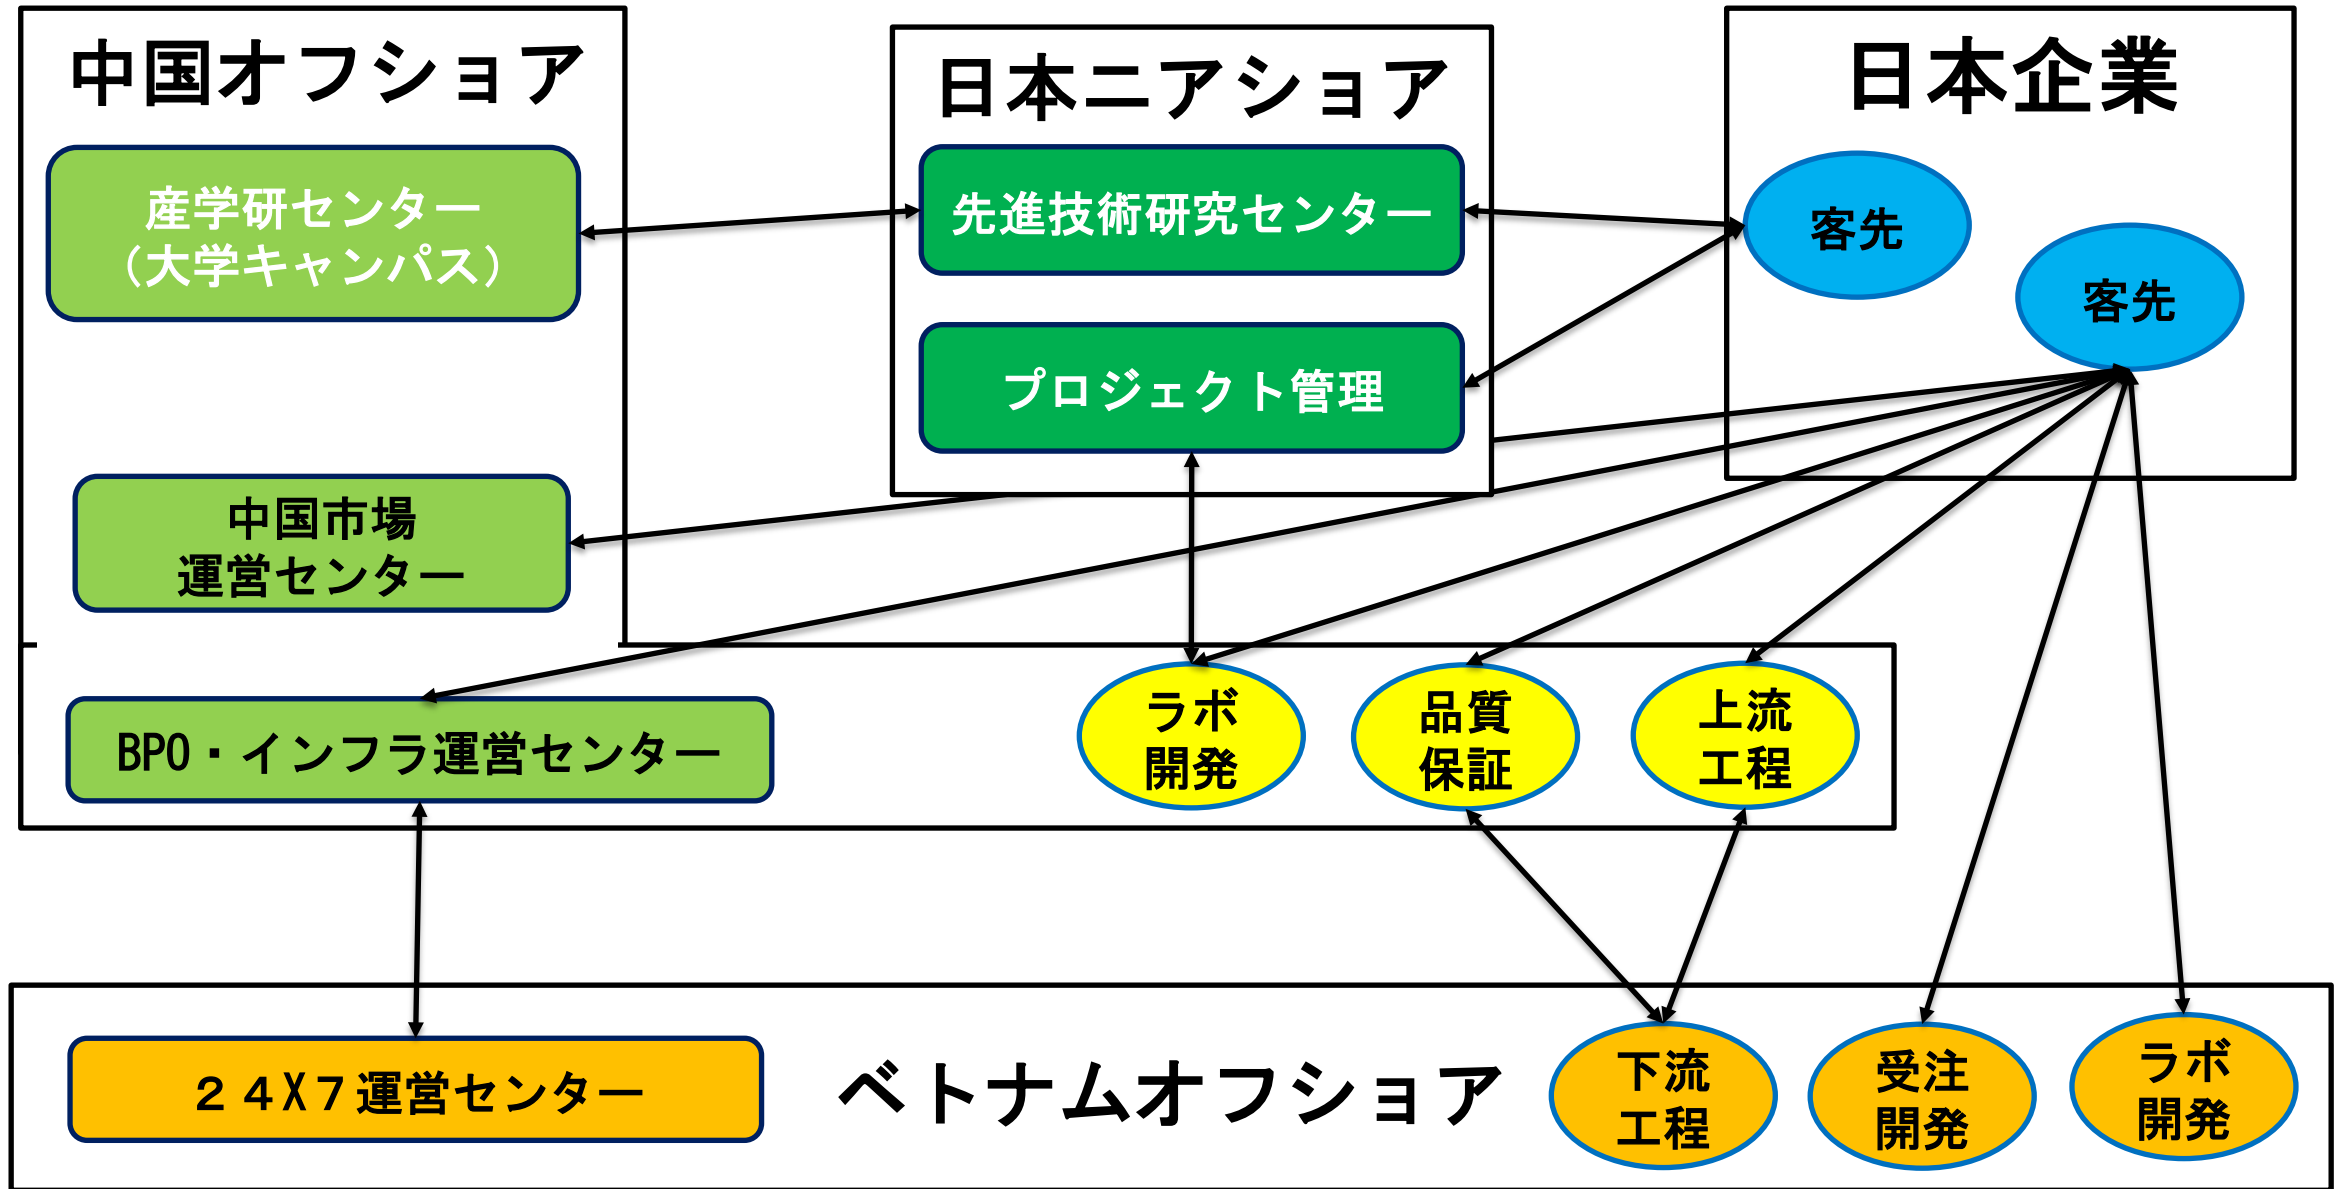 中国オフショア
日本ニアショア
日本企業
産学研センター
（大学キャンパス）
先進技術研究センター
客先
客先
プロジェクト管理
中国市場
運営センター
BPO・インフラ運営センター
ラボ
開発
品質
保証
上流
工程
２４X７運営センター
ベトナムオフショア
下流
工程
受注
開発
ラボ
開発